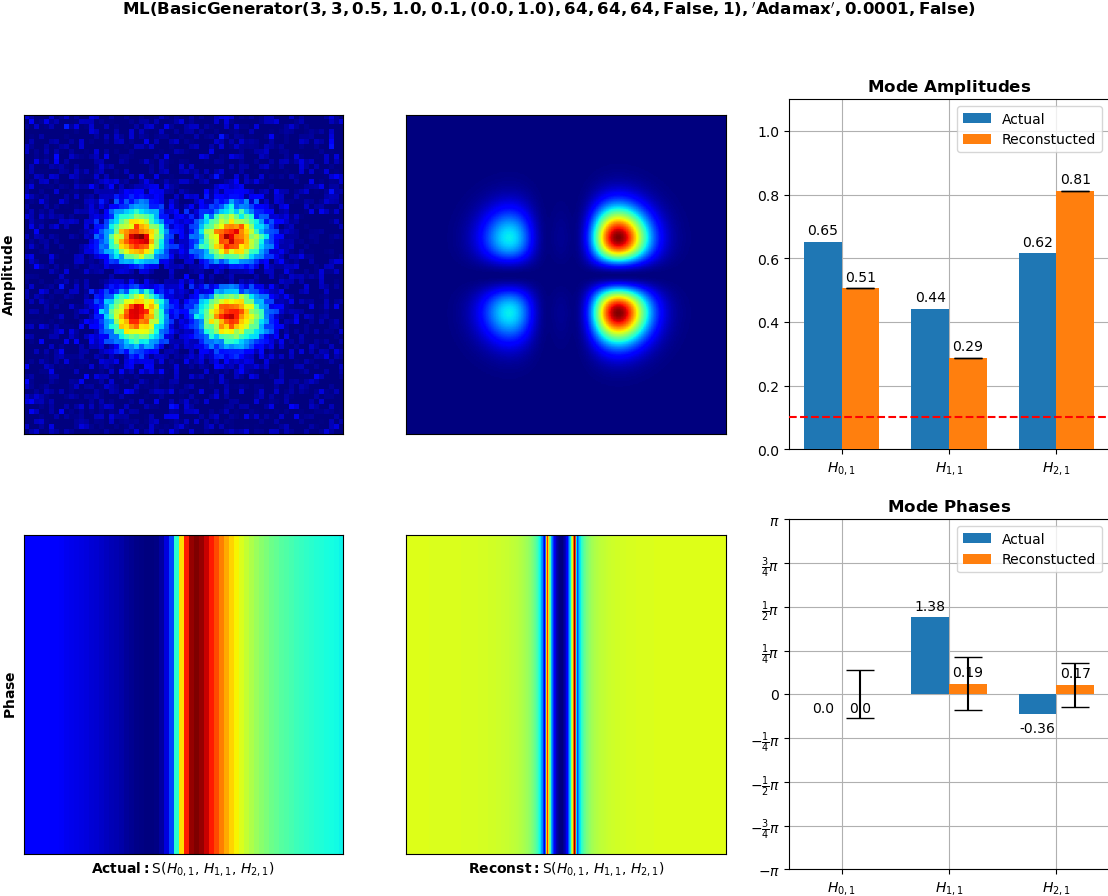 ML(BasicGenerator(3, 3, 0.5, 1.0, 0.1, (0.0, 1.0), 64, 64, 64, False, 1), ′Adamax′, 0.0001, False)
Amplitude
Mode Amplitudes
Actual
Reconstucted
1.0
0.8
0.6
0.4
0.2
0.0
0.65
0.51
0.44
0.29
0.62
0.81
H0,1
H1,1
H2,1
Phase
Actual: S(H0,1, H1,1, H2,1)
Reconst: S(H0,1, H1,1, H2,1)
Mode Phases
Actual
Reconstucted
π
3/4π
1/2π
1/4π
0
−1/4π
−1/2π
−3/4π
−π
0.0
0.0
1.38
0.19
-0.36
0.17
H0,1
H1,1
H2,1